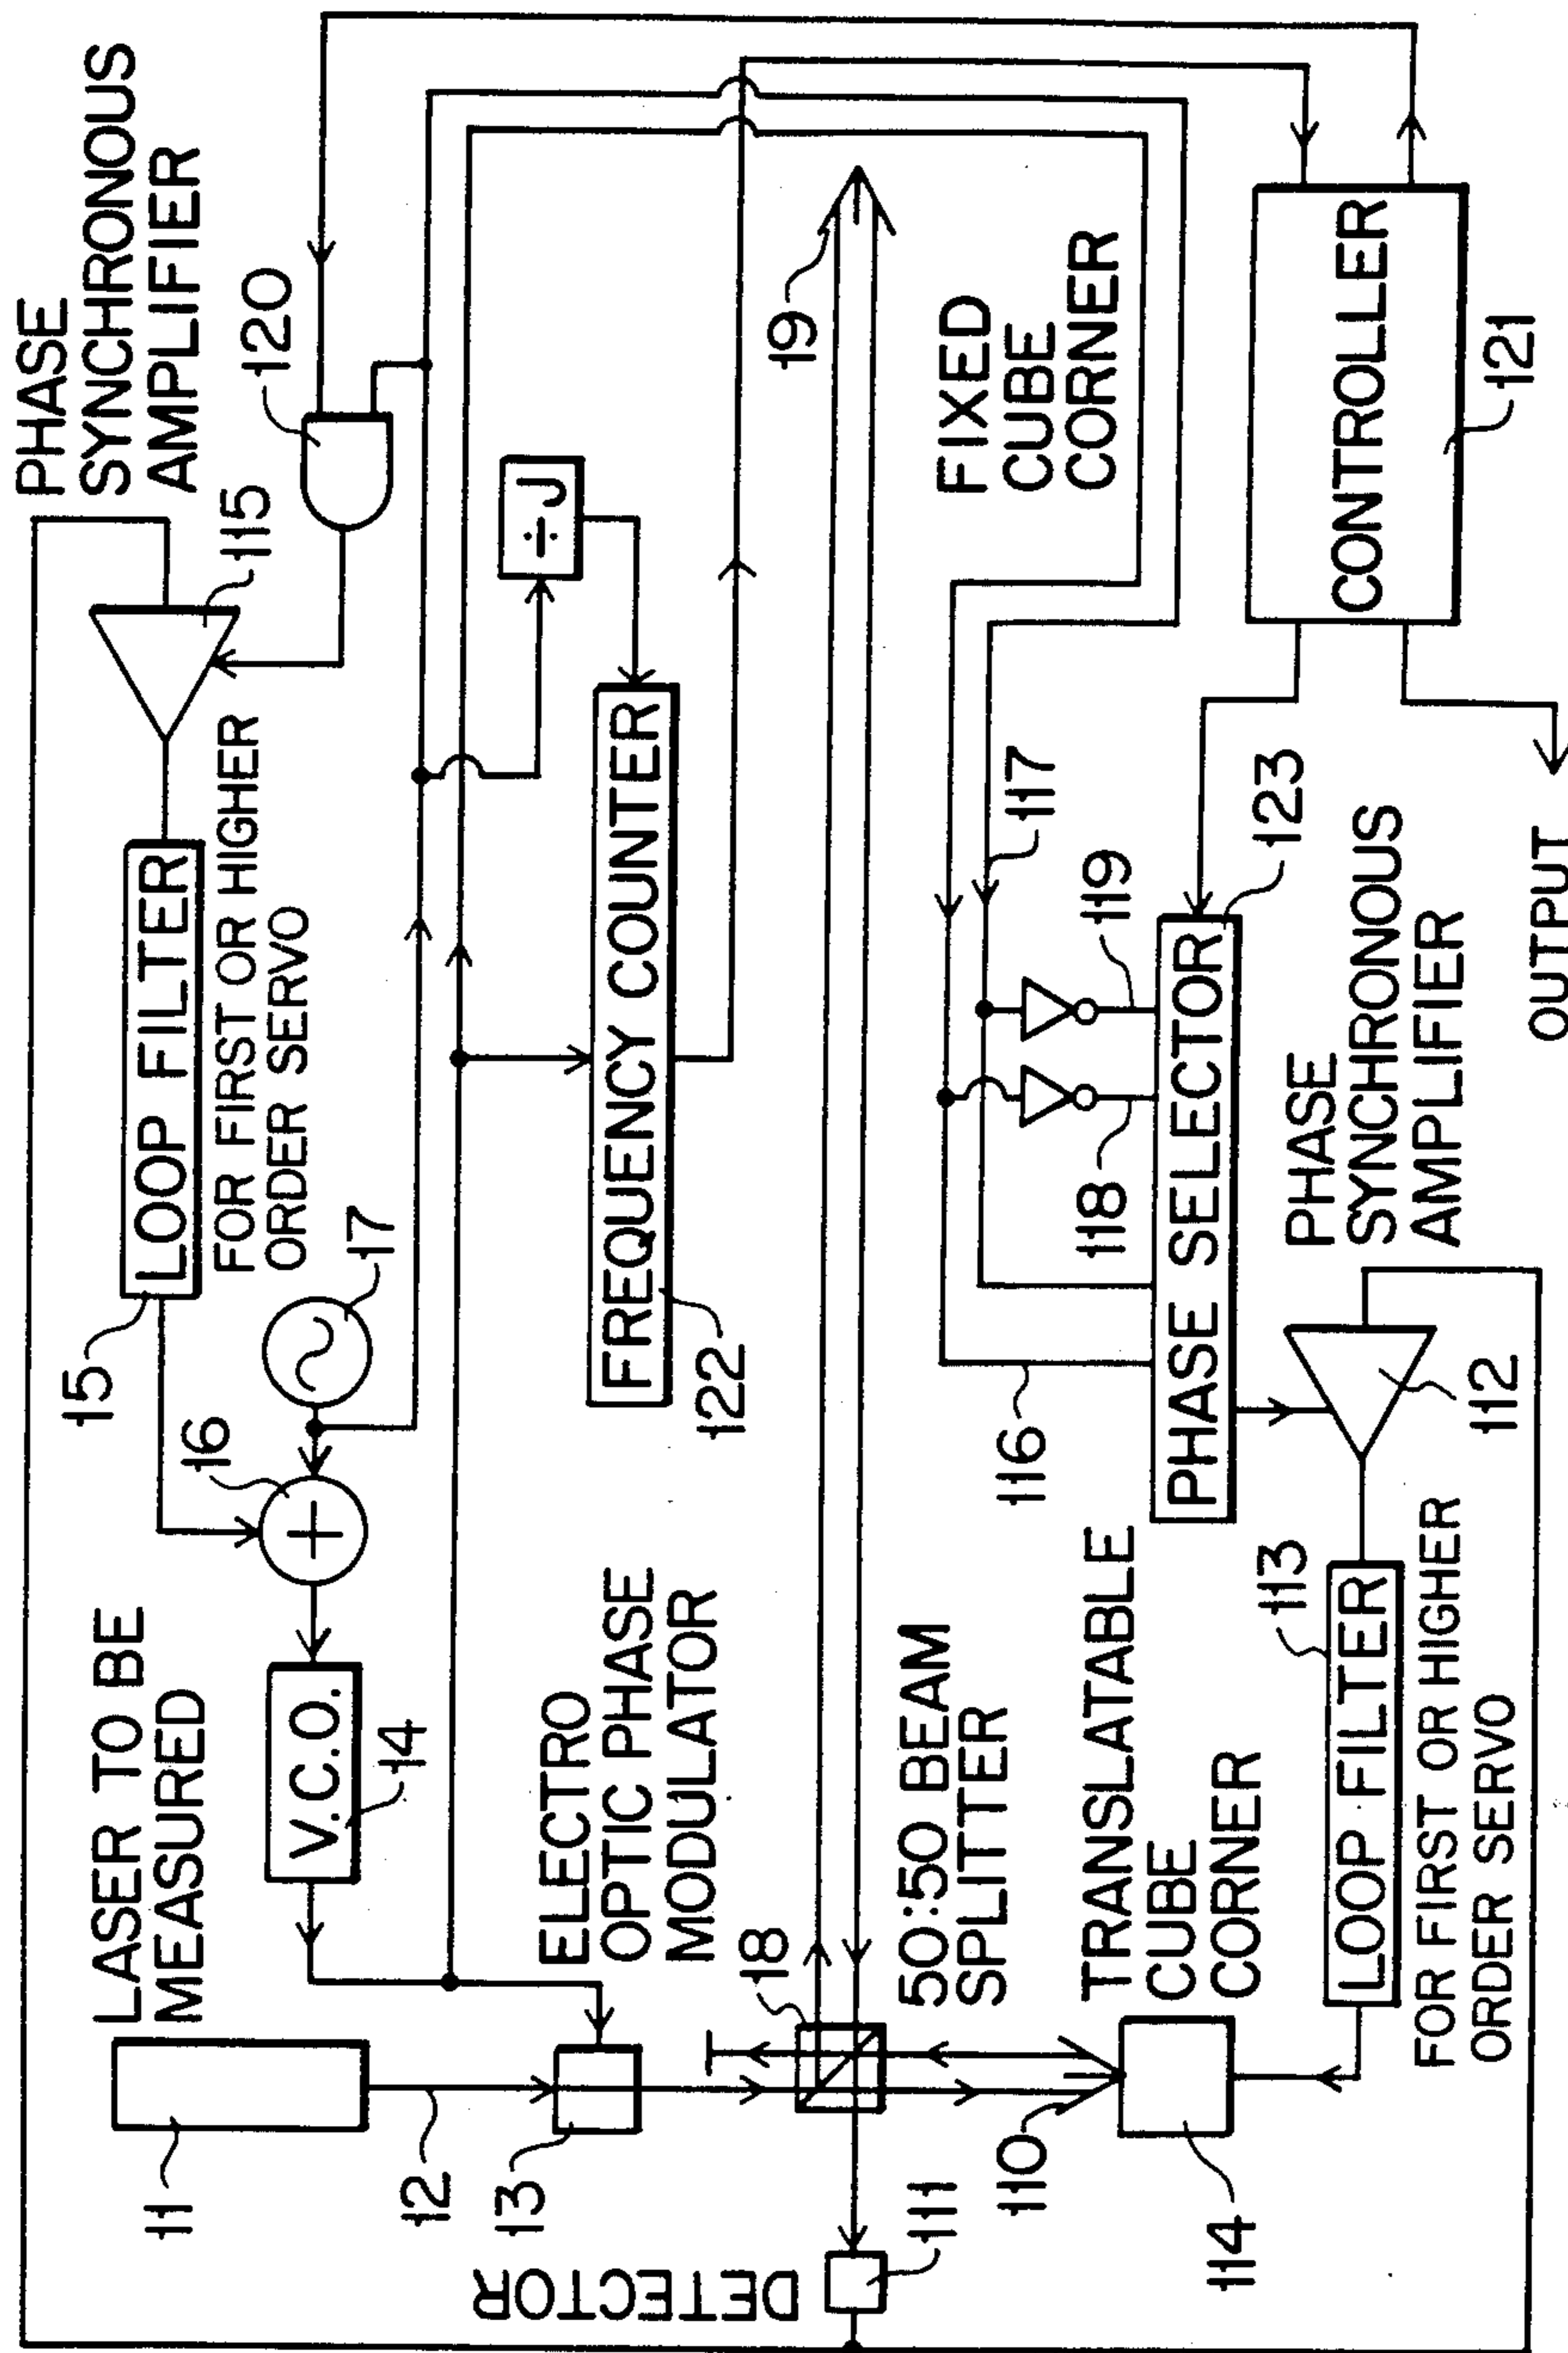 LASER TO BE
MEASURED
11
12
13
V.C.O.
14
16
17
15
LOOP FILTER
FOR FIRST OR HIGHER
ORDER SERVO
115
PHASE
SYNCHRONOUS
AMPLIFIER
120
÷J
FREQUENCY COUNTER
122
ELECTRO
OPTIC PHASE
MODULATOR
DETECTOR
111
18
50:50 BEAM
SPLITTER
19
FIXED
CUBE
CORNER
110
114
TRANSLATABLE
CUBE
CORNER
116
117
118
119
PHASE SELECTOR
123
CONTROLLER
121
OUTPUT
PHASE
SYNCHRONOUS
AMPLIFIER
112
113
LOOP FILTER
FOR FIRST OR HIGHER
ORDER SERVO